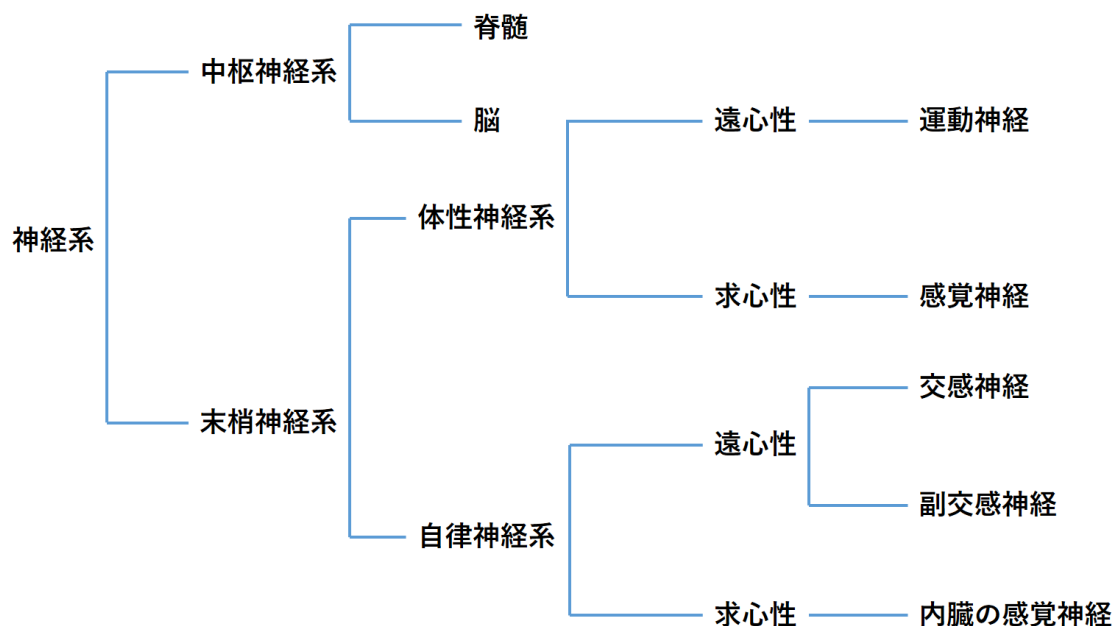 脊髄
中枢神経系
脳
遠心性
運動神経
体性神経系
神経系
求心性
感覚神経
交感神経
末梢神経系
遠心性
副交感神経
自律神経系
求心性
内臓の感覚神経